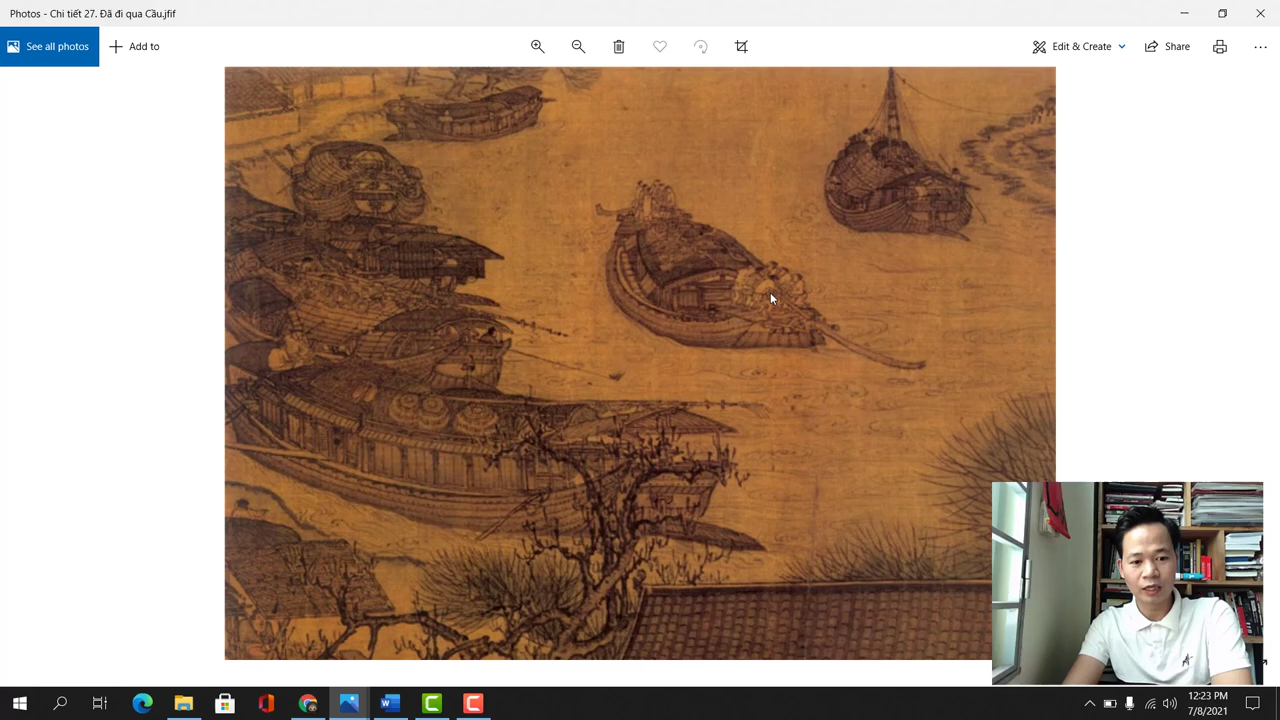 Photos - Chi tiết 27. Đã đi qua Cầu.jfif
See all photos
Add to
Edit & Create
Share
12:23 PM
7/8/2021